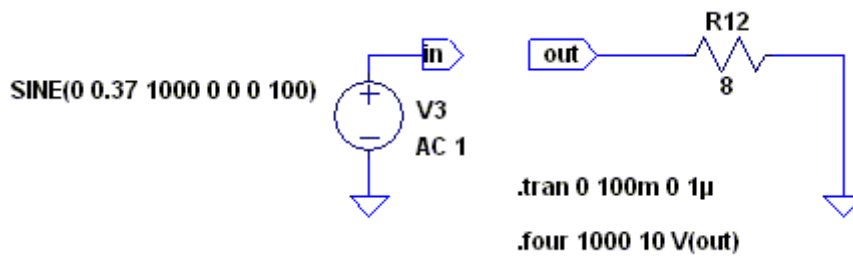 R12
in
out
SINE(0 0.37 1000 0 0 0 100)
8
V3
AC 1
.tran 0 100m 0 1µ
.four 1000 10 V(out)